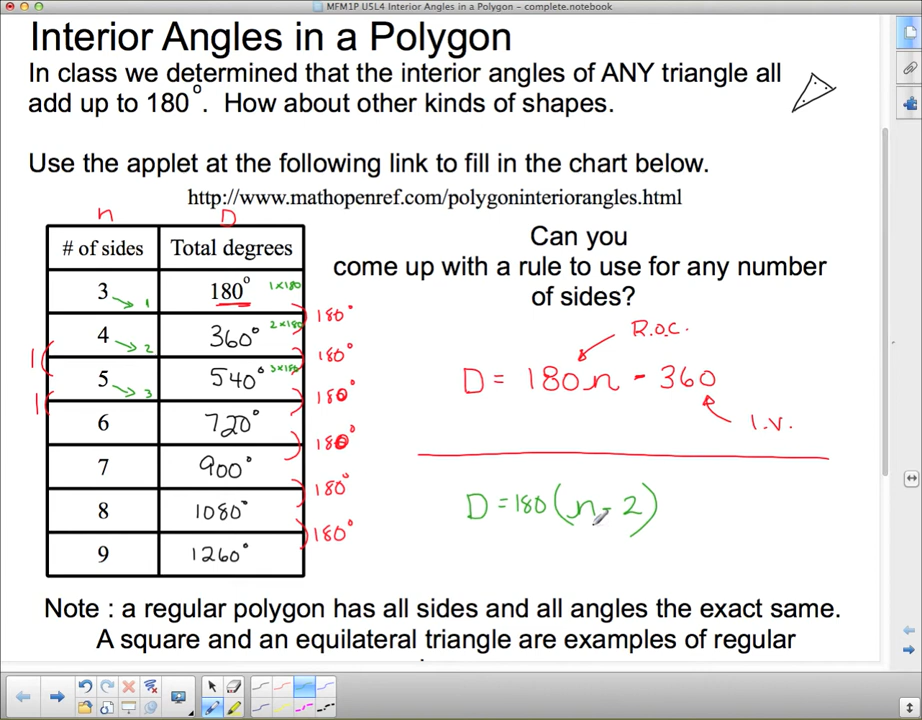 MFM1P U5L4 Interior Angles in a Polygon - complete.notebook
Interior Angles in a Polygon
In class we determined that the interior angles of ANY triangle all
add up to 180°. How about other kinds of shapes.
Use the applet at the following link to fill in the chart below.
http://www.mathopenref.com/polygoninteriorangles.html
n D
# of sides Total degrees
3 → 1 180° 1×180
180°
4 → 2 360° 2×180
1 180°
5 → 3 540° 3×180
1 180°
6 720°
180°
7 900°
180°
8 1080°
180°
9 1260°
Can you
come up with a rule to use for any number
of sides?
R.O.C.
D = 180n - 360
I.V.
D = 180(n - 2)
Note : a regular polygon has all sides and all angles the exact same.
A square and an equilateral triangle are examples of regular